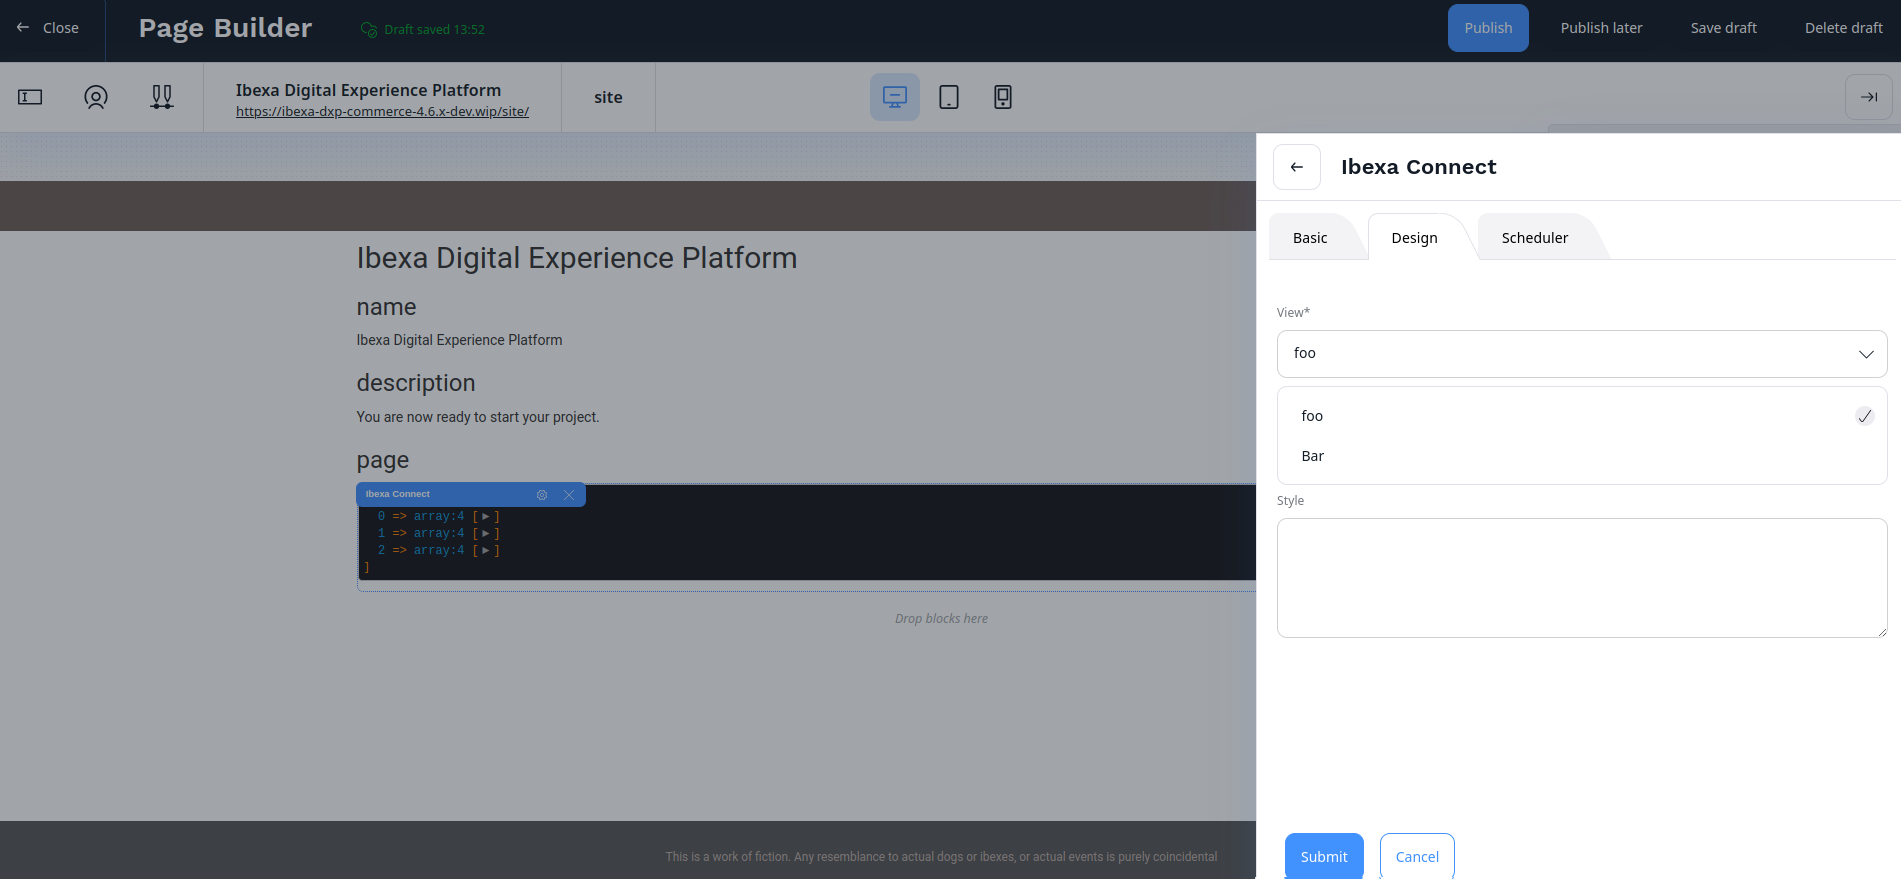 Close
Page Builder
Draft saved 13:52
Publish
Publish later
Save draft
Delete draft
Ibexa Digital Experience Platform
https://ibexa-dxp-commerce-4.6.x-dev.wip/site/
site
Ibexa Digital Experience Platform
name
Ibexa Digital Experience Platform
description
You are now ready to start your project.
page
Ibexa Connect
0 => array:4 [▶]
1 => array:4 [▶]
2 => array:4 [▶]
]
Drop blocks here
This is a work of fiction. Any resemblance to actual dogs or ibexes, or actual events is purely coincidental
Ibexa Connect
Basic
Design
Scheduler
View*
foo
foo
Bar
Style
Submit
Cancel